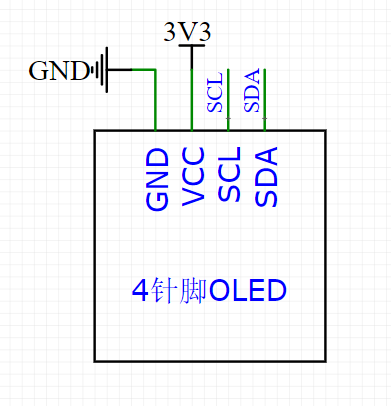 3V3
GND
SCL
SDA
GND
VCC
SCL
SDA
4针脚OLED